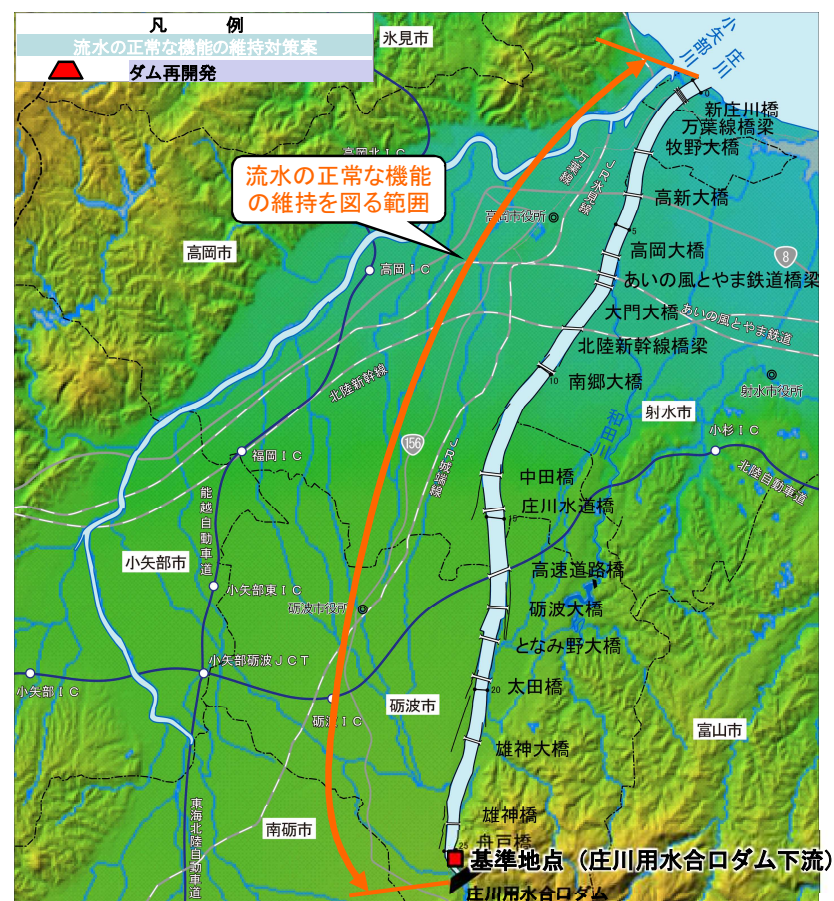 凡　　例
流水の正常な機能の維持対策案
ダム再開発
氷見市
小矢部川
庄川
0
新庄川橋
万葉線橋梁
牧野大橋
高岡北IC
万葉線
JR氷見線
流水の正常な機能
の維持を図る範囲
高新大橋
高岡市役所
5
高岡大橋
8
高岡市
高岡IC
あいの風とやま鉄道橋梁
大門大橋
あいの風とやま鉄道
北陸新幹線橋梁
北陸新幹線
10
南郷大橋
射水市役所
射水市
和田川
小杉IC
156
JR城端線
福岡IC
北陸自動車道
中田橋
能越自動車道
15
庄川水道橋
小矢部市
高速道路橋
小矢部東IC
砺波市役所
砺波大橋
となみ野大橋
小矢部砺波JCT
小矢部IC
20
太田橋
砺波市
砺波IC
富山市
雄神大橋
東海北陸自動車道
南砺市
雄神橋
25
舟戸橋
基準地点（庄川用水合口ダム下流）
庄川用水合口ダム